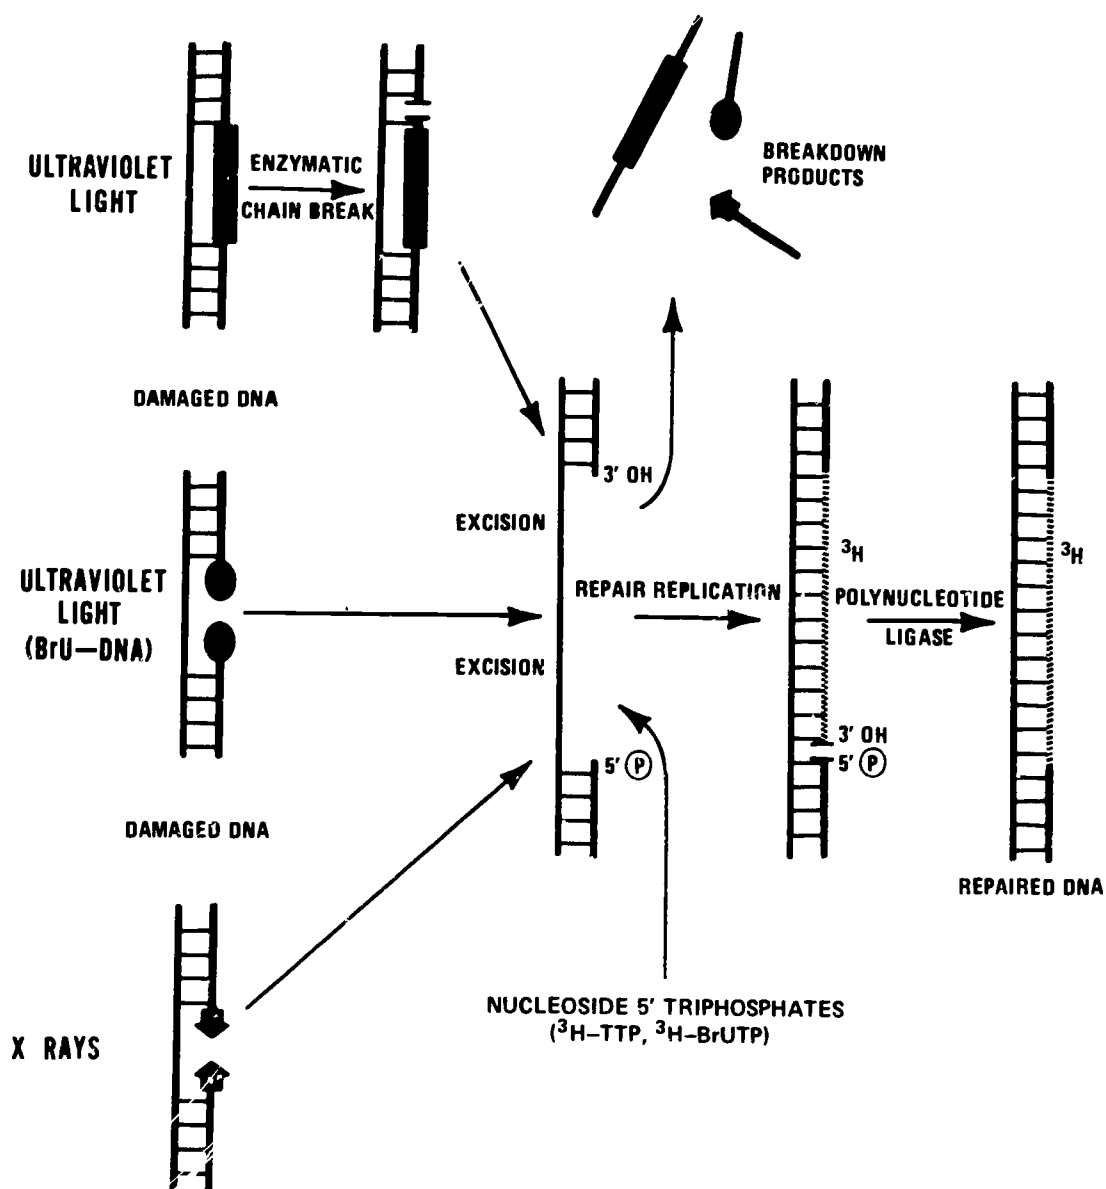 ULTRAVIOLET
LIGHT
ENZYMATIC
CHAIN BREAK
BREAKDOWN
PRODUCTS
DAMAGED DNA
3' OH
EXCISION
ULTRAVIOLET
LIGHT
(BrU—DNA)
REPAIR REPLICATION
³H
POLYNUCLEOTIDE
LIGASE
³H
EXCISION
3' OH
5' Ⓟ
5' Ⓟ
DAMAGED DNA
REPAIRED DNA
NUCLEOSIDE 5' TRIPHOSPHATES
(³H–TTP, ³H–BrUTP)
X RAYS